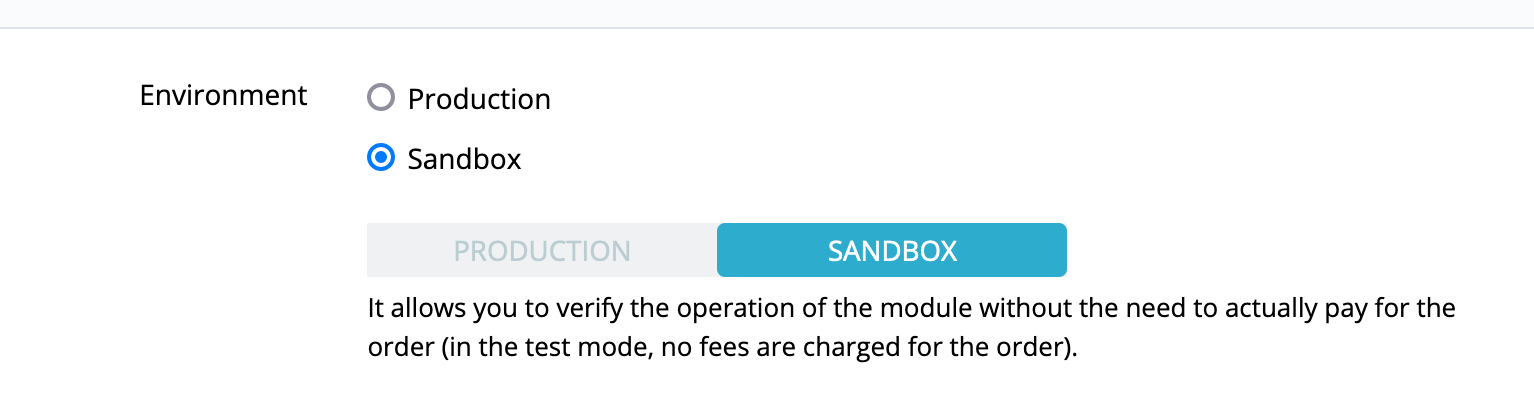 Environment
Production
Sandbox
PRODUCTION
SANDBOX
It allows you to verify the operation of the module without the need to actually pay for the
order (in the test mode, no fees are charged for the order).